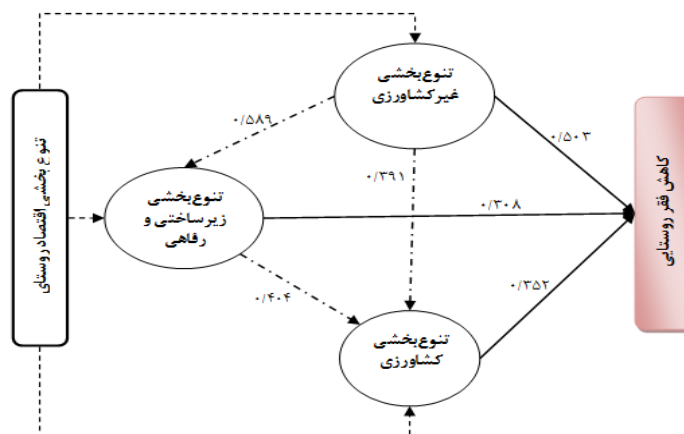 تنوع‌بخشی
غیرکشاورزی
۰/۵۸۹
۰/۵۰۳
۰/۳۹۱
تنوع بخشی اقتصاد روستای
تنوع‌بخشی
زیرساختی و
رفاهی
۰/۳۰۸
کاهش فقر روستایی
۰/۴۰۴
۰/۳۵۲
تنوع‌بخشی
کشاورزی